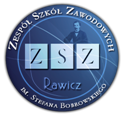 ZESPÓŁ SZKÓŁ ZAWODOWYCH
ZSZ
Rawicz
IM. STEFANA BOBROWSKIEGO